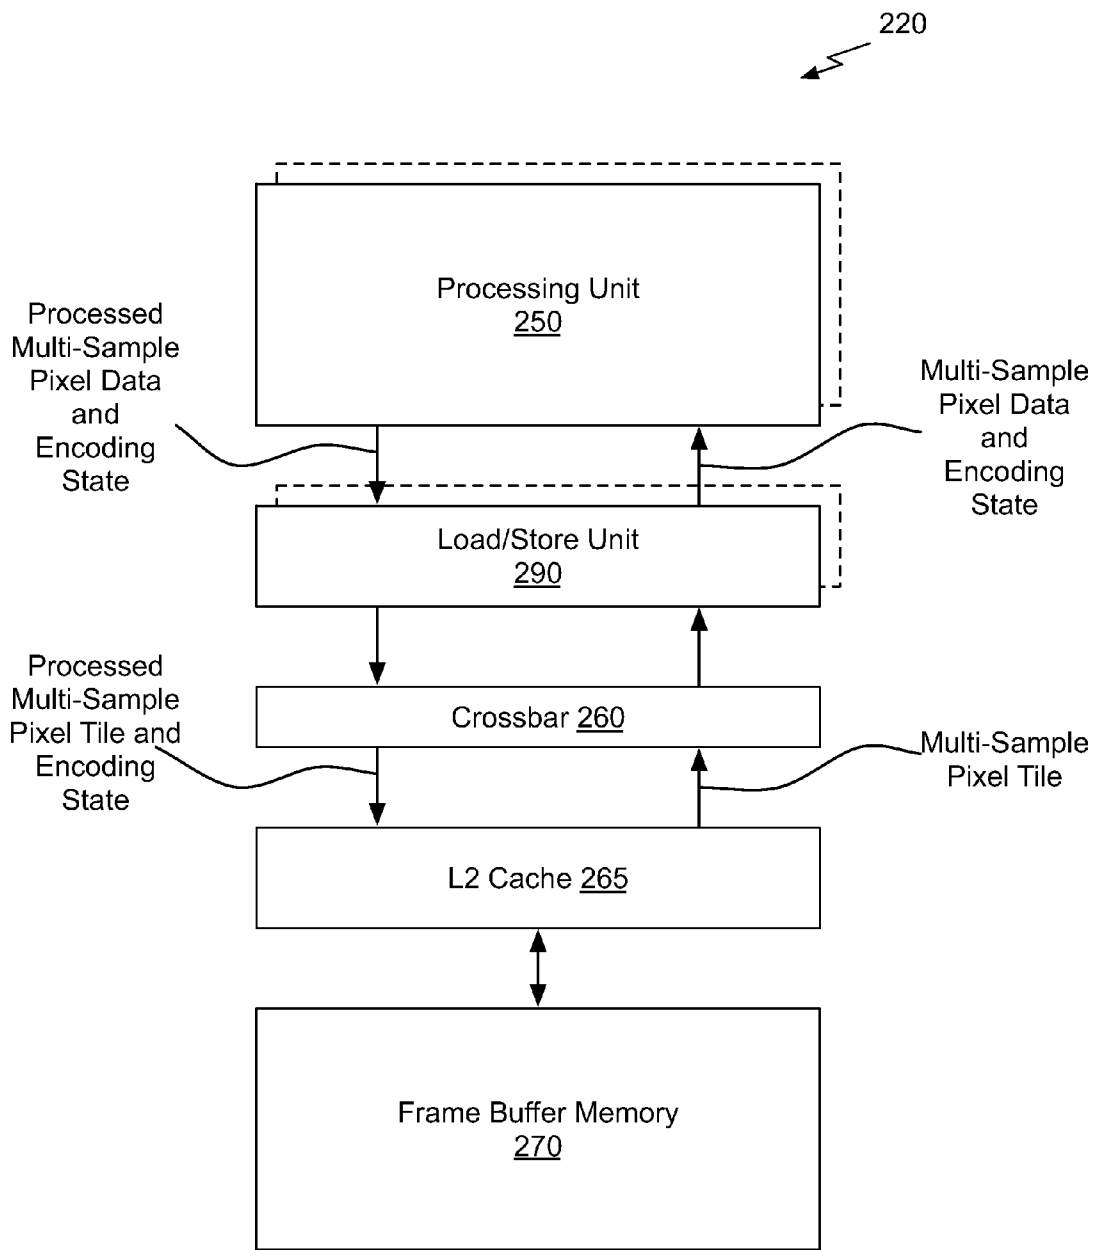 220
Processing Unit
250
Processed
Multi-Sample
Pixel Data
and
Encoding
State
Multi-Sample
Pixel Data
and
Encoding
State
Load/Store Unit
290
Processed
Multi-Sample
Pixel Tile and
Encoding
State
Crossbar 260
Multi-Sample
Pixel Tile
L2 Cache 265
Frame Buffer Memory
270